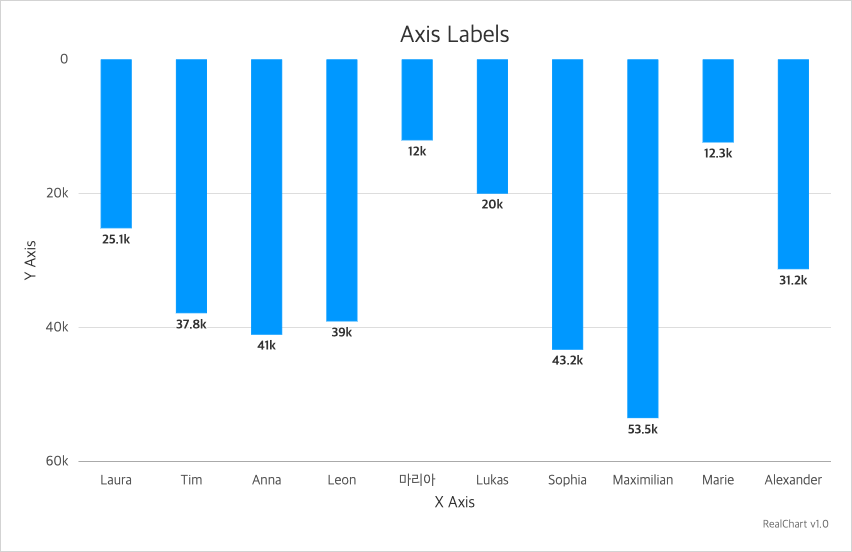 Axis Labels
0
20k
40k
60k
Y Axis
25.1k
37.8k
41k
39k
12k
20k
43.2k
53.5k
12.3k
31.2k
Laura Tim Anna Leon 마리아 Lukas Sophia Maximilian Marie Alexander
X Axis
RealChart v1.0